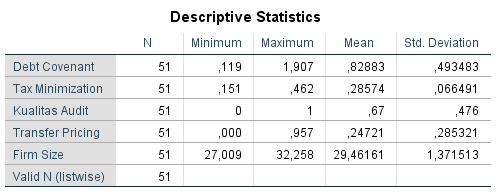 Descriptive Statistics
N Minimum Maximum Mean Std. Deviation
Debt Covenant 51 ,119 1,907 ,82883 ,493483
Tax Minimization 51 ,151 ,462 ,28574 ,066491
Kualitas Audit 51 0 1 ,67 ,476
Transfer Pricing 51 ,000 ,957 ,24721 ,285321
Firm Size 51 27,009 32,258 29,46161 1,371513
Valid N (listwise) 51